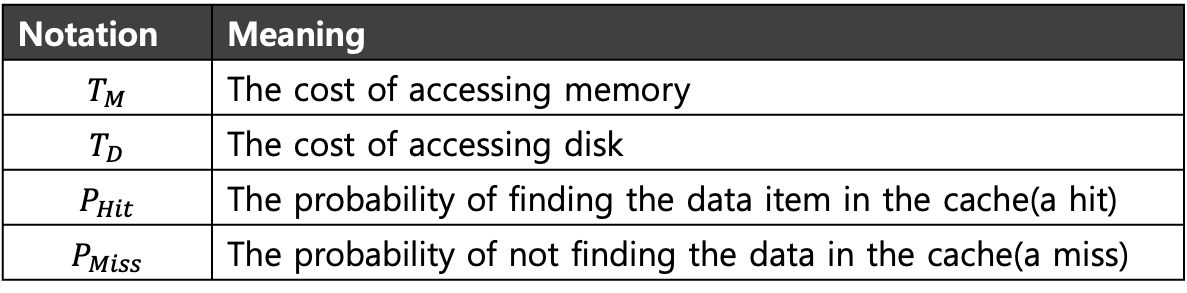 Notation Meaning
T_M The cost of accessing memory
T_D The cost of accessing disk
P_Hit The probability of finding the data item in the cache(a hit)
P_Miss The probability of not finding the data in the cache(a miss)